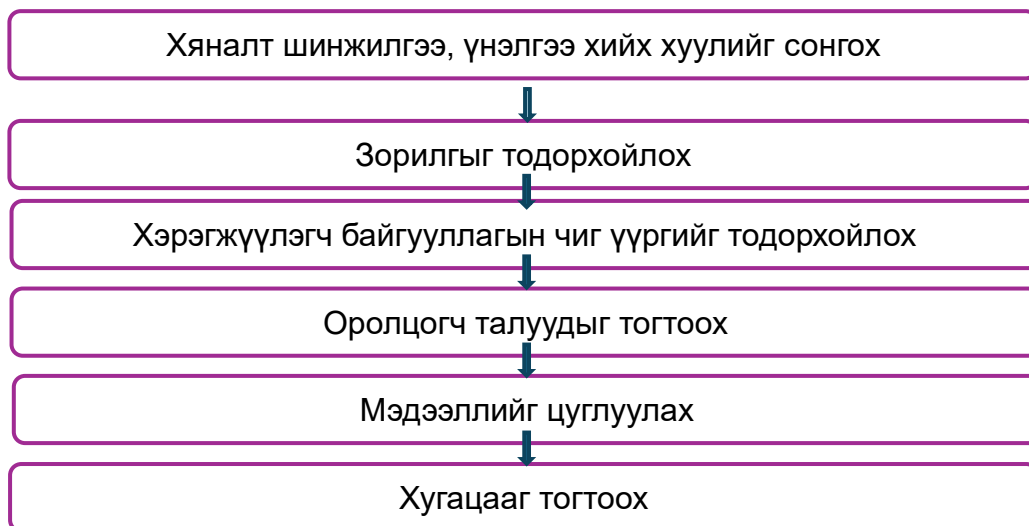 Хяналт шинжилгээ, үнэлгээ хийх хуулийг сонгох
Зорилгыг тодорхойлох
Хэрэгжүүлэгч байгууллагын чиг үүргийг тодорхойлох
Оролцогч талуудыг тогтоох
Мэдээллийг цуглуулах
Хугацааг тогтоох